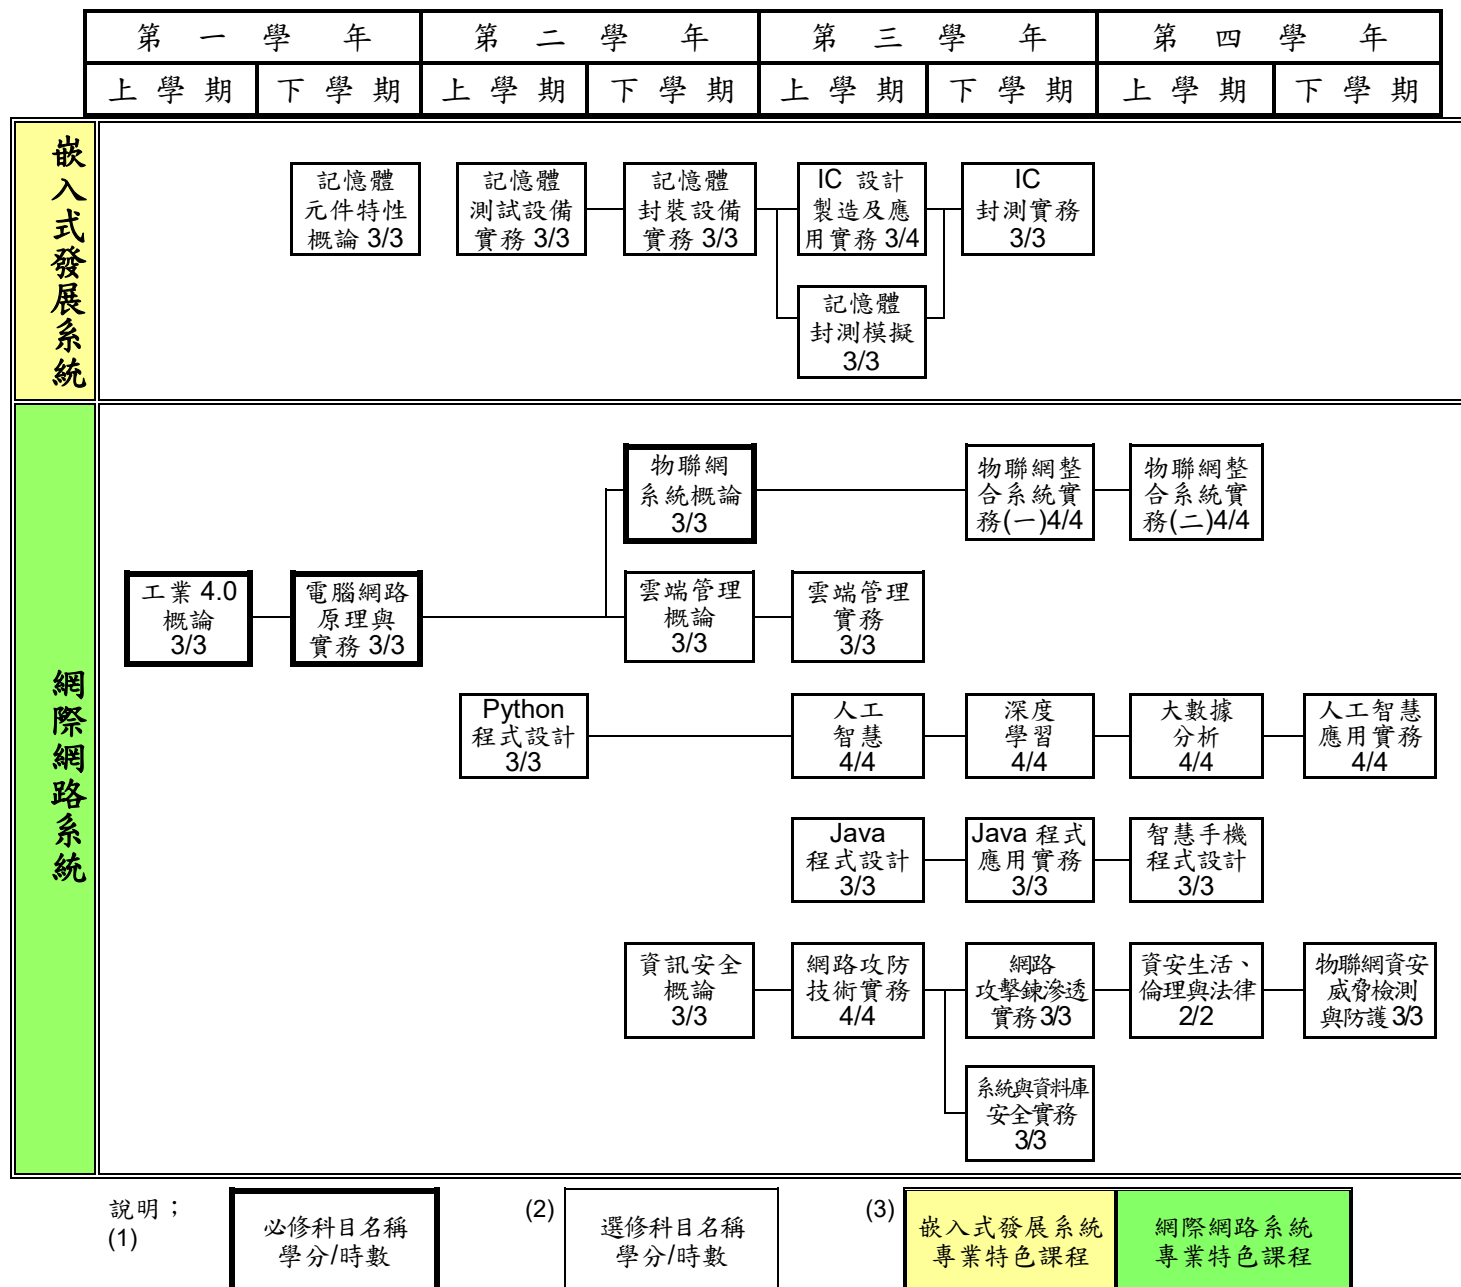 第一學年 第二學年 第三學年 第四學年
上學期 下學期 上學期 下學期 上學期 下學期 上學期 下學期
嵌入式發展系統
記憶體
元件特性
概論 3/3
記憶體
測試設備
實務 3/3
記憶體
封裝設備
實務 3/3
IC 設計
製造及應
用實務 3/4
IC
封測實務
3/3
記憶體
封測模擬
3/3
網際網路系統
物聯網
系統概論
3/3
物聯網整
合系統實
務(一)4/4
物聯網整
合系統實
務(二)4/4
工業 4.0
概論
3/3
電腦網路
原理與
實務 3/3
雲端管理
概論
3/3
雲端管理
實務
3/3
Python
程式設計
3/3
人工
智慧
4/4
深度
學習
4/4
大數據
分析
4/4
人工智慧
應用實務
4/4
Java
程式設計
3/3
Java 程式
應用實務
3/3
智慧手機
程式設計
3/3
資訊安全
概論
3/3
網路攻防
技術實務
4/4
網路
攻擊鍊滲透
實務3/3
資安生活、
倫理與法律
2/2
物聯網資安
威脅檢測
與防護3/3
系統與資料庫
安全實務
3/3
說明；
(1)
必修科目名稱
學分/時數
(2)
選修科目名稱
學分/時數
(3)
嵌入式發展系統
專業特色課程
網際網路系統
專業特色課程